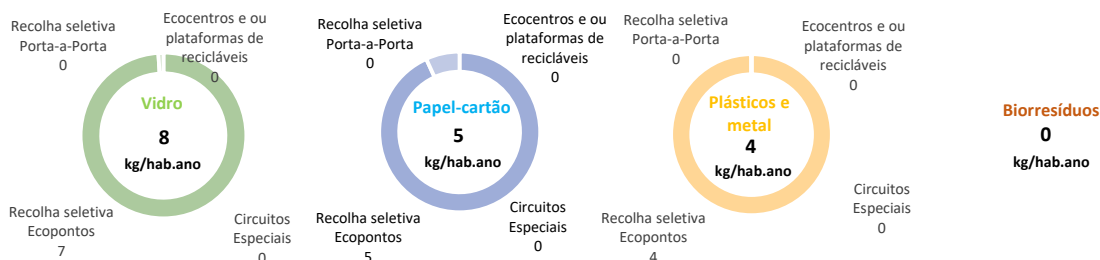 Recolha seletiva
Porta-a-Porta
0
Ecocentros e ou
plataformas de
recicláveis
0
Vidro
8
kg/hab.ano
Recolha seletiva
Ecopontos
7
Circuitos
Especiais
0
Recolha seletiva
Porta-a-Porta
0
Ecocentros e ou
plataformas de
recicláveis
0
Papel-cartão
5
kg/hab.ano
Recolha seletiva
Ecopontos
5
Circuitos
Especiais
0
Recolha seletiva
Porta-a-Porta
0
Ecocentros e ou
plataformas de
recicláveis
0
Plásticos e
metal
4
kg/hab.ano
Recolha seletiva
Ecopontos
4
Circuitos
Especiais
0
Biorresíduos
0
kg/hab.ano